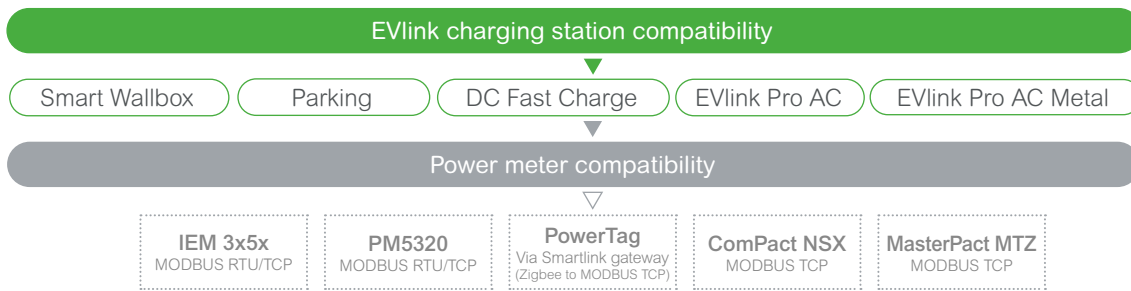 EVlink charging station compatibility
Smart Wallbox Parking DC Fast Charge EVlink Pro AC EVlink Pro AC Metal
Power meter compatibility
IEM 3x5x
MODBUS RTU/TCP
PM5320
MODBUS RTU/TCP
PowerTag
Via Smartlink gateway
(Zigbee to MODBUS TCP)
ComPact NSX
MODBUS TCP
MasterPact MTZ
MODBUS TCP